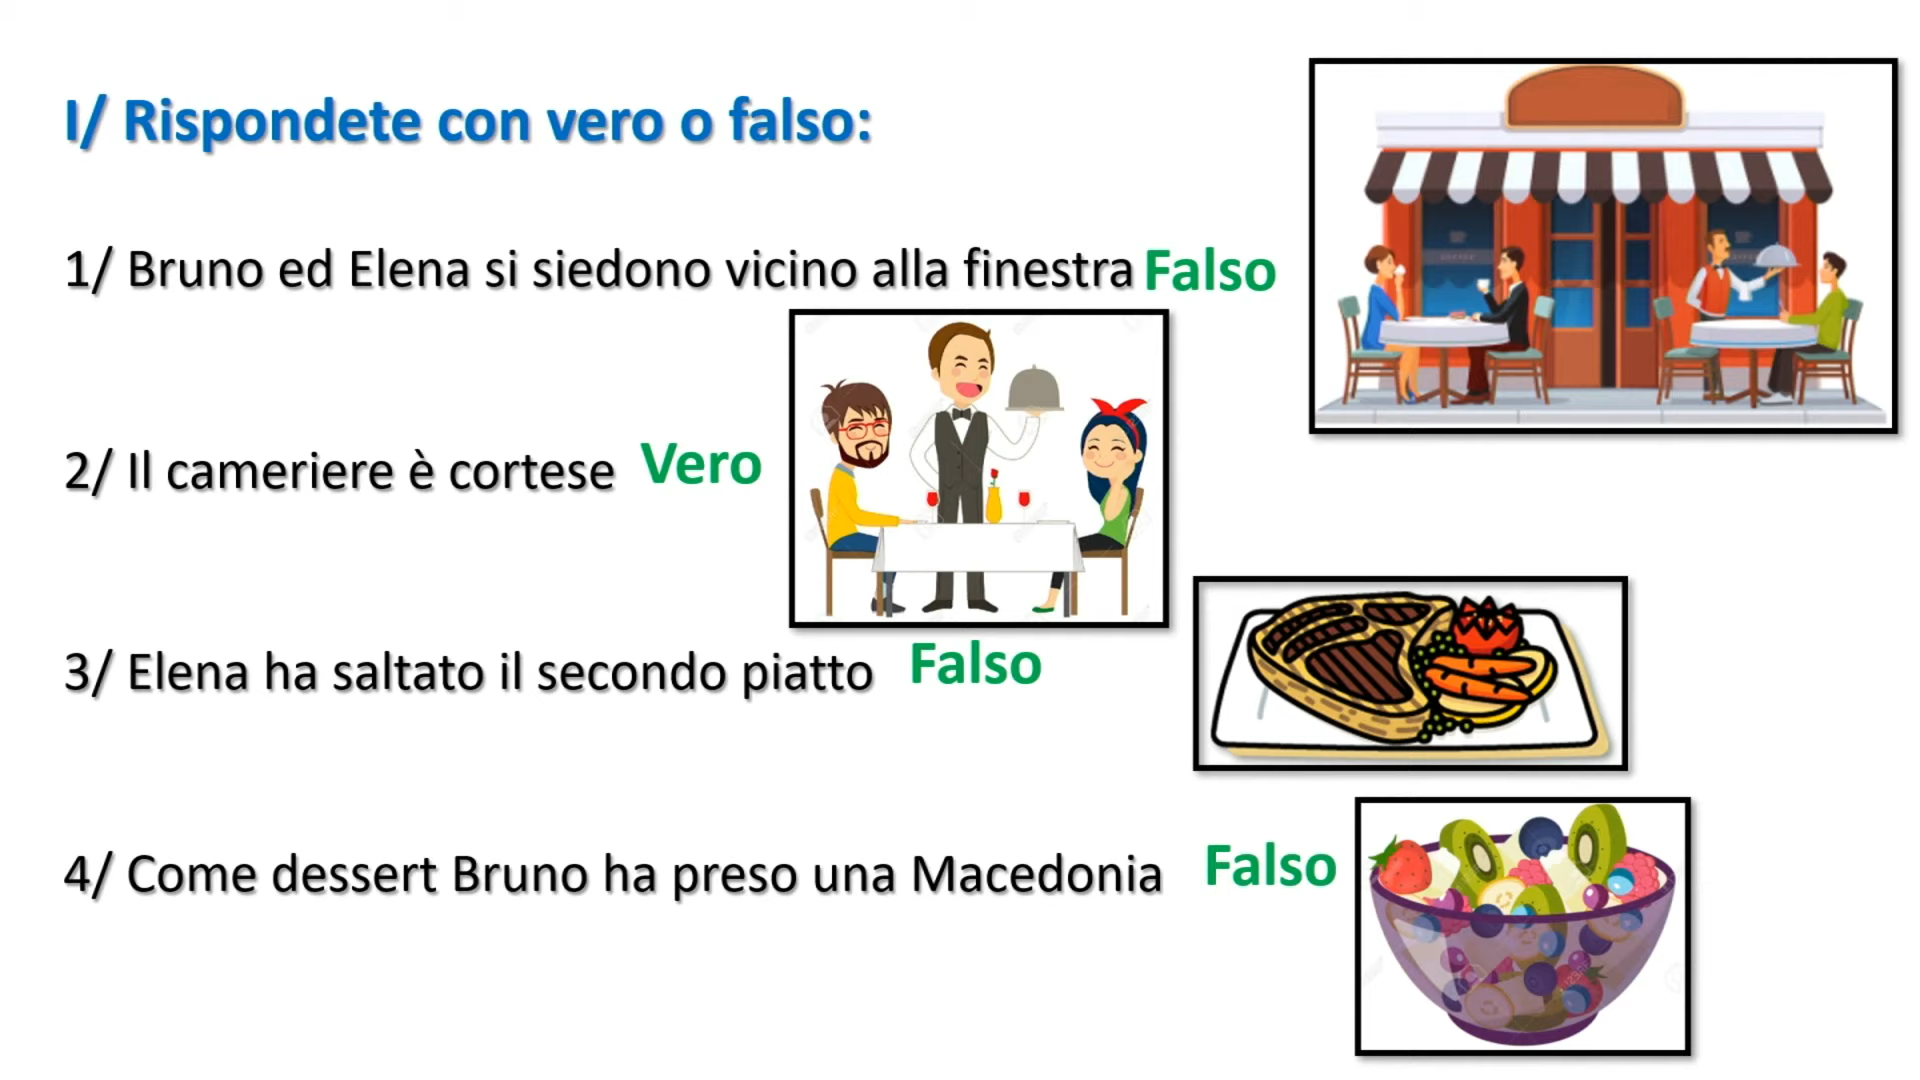 I/ Rispondete con vero o falso:
1/ Bruno ed Elena si siedono vicino alla finestra Falso
2/ Il cameriere è cortese Vero
3/ Elena ha saltato il secondo piatto Falso
4/ Come dessert Bruno ha preso una Macedonia Falso